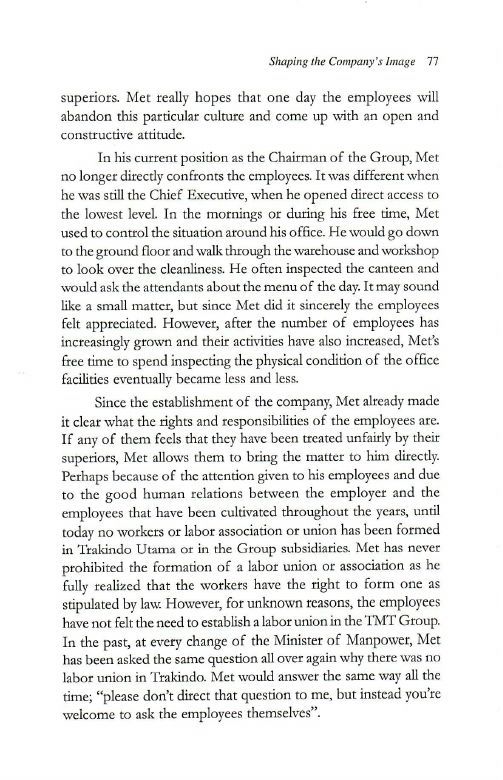 Shaping the Company's Image 77
superiors. Met really hopes that one day the employees will
abandon this particular culture and come up with an open and
constructive attitude.
In his current position as the Chairman of the Group, Met
no longer directly confronts the employees. It was different when
he was still the Chief Executive, when he opened direct access to
the lowest level. In the mornings or during his free time, Met
used to control the situation around his office. He would go down
to the ground floor and walk through the warehouse and workshop
to look over the cleanliness. He often inspected the canteen and
would ask the attendants about the menu of the day. It may sound
like a small matter, but since Met did it sincerely the employees
felt appreciated. However, after the number of employees has
increasingly grown and their activities have also increased, Met's
free time to spend inspecting the physical condition of the office
facilities eventually became less and less.
Since the establishment of the company, Met already made
it clear what the rights and responsibilities of the employees are.
If any of them feels that they have been treated unfairly by their
superiors, Met allows them to bring the matter to him directly.
Perhaps because of the attention given to his employees and due
to the good human relations between the employer and the
employees that have been cultivated throughout the years, until
today no workers or labor association or union has been formed
in Trakindo Utama or in the Group subsidiaries. Met has never
prohibited the formation of a labor union or association as he
fully realized that the workers have the right to form one as
stipulated by law. However, for unknown reasons, the employees
have not felt the need to establish a labor union in the TMT Group.
In the past, at every change of the Minister of Manpower, Met
has been asked the same question all over again why there was no
labor union in Trakindo. Met would answer the same way all the
time; “please don't direct that question to me, but instead you're
welcome to ask the employees themselves”.